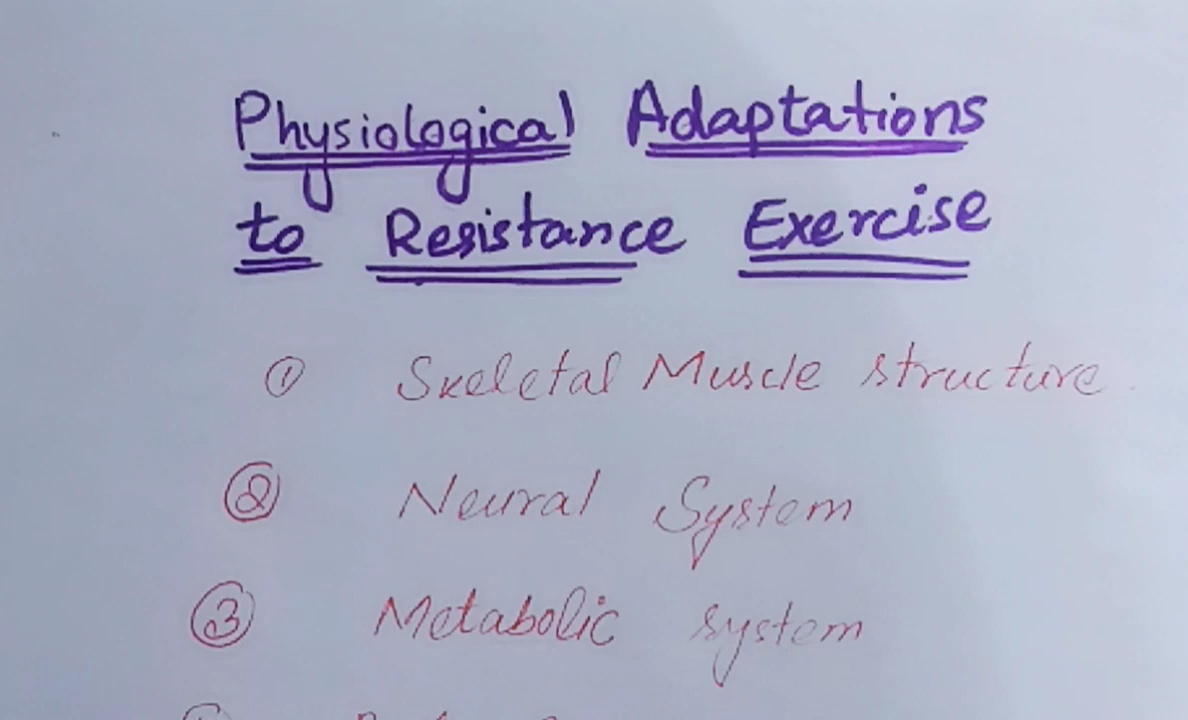 Physiological Adaptations
to Resistance Exercise
① Skeletal Muscle structure
② Neural System
③ Metabolic system